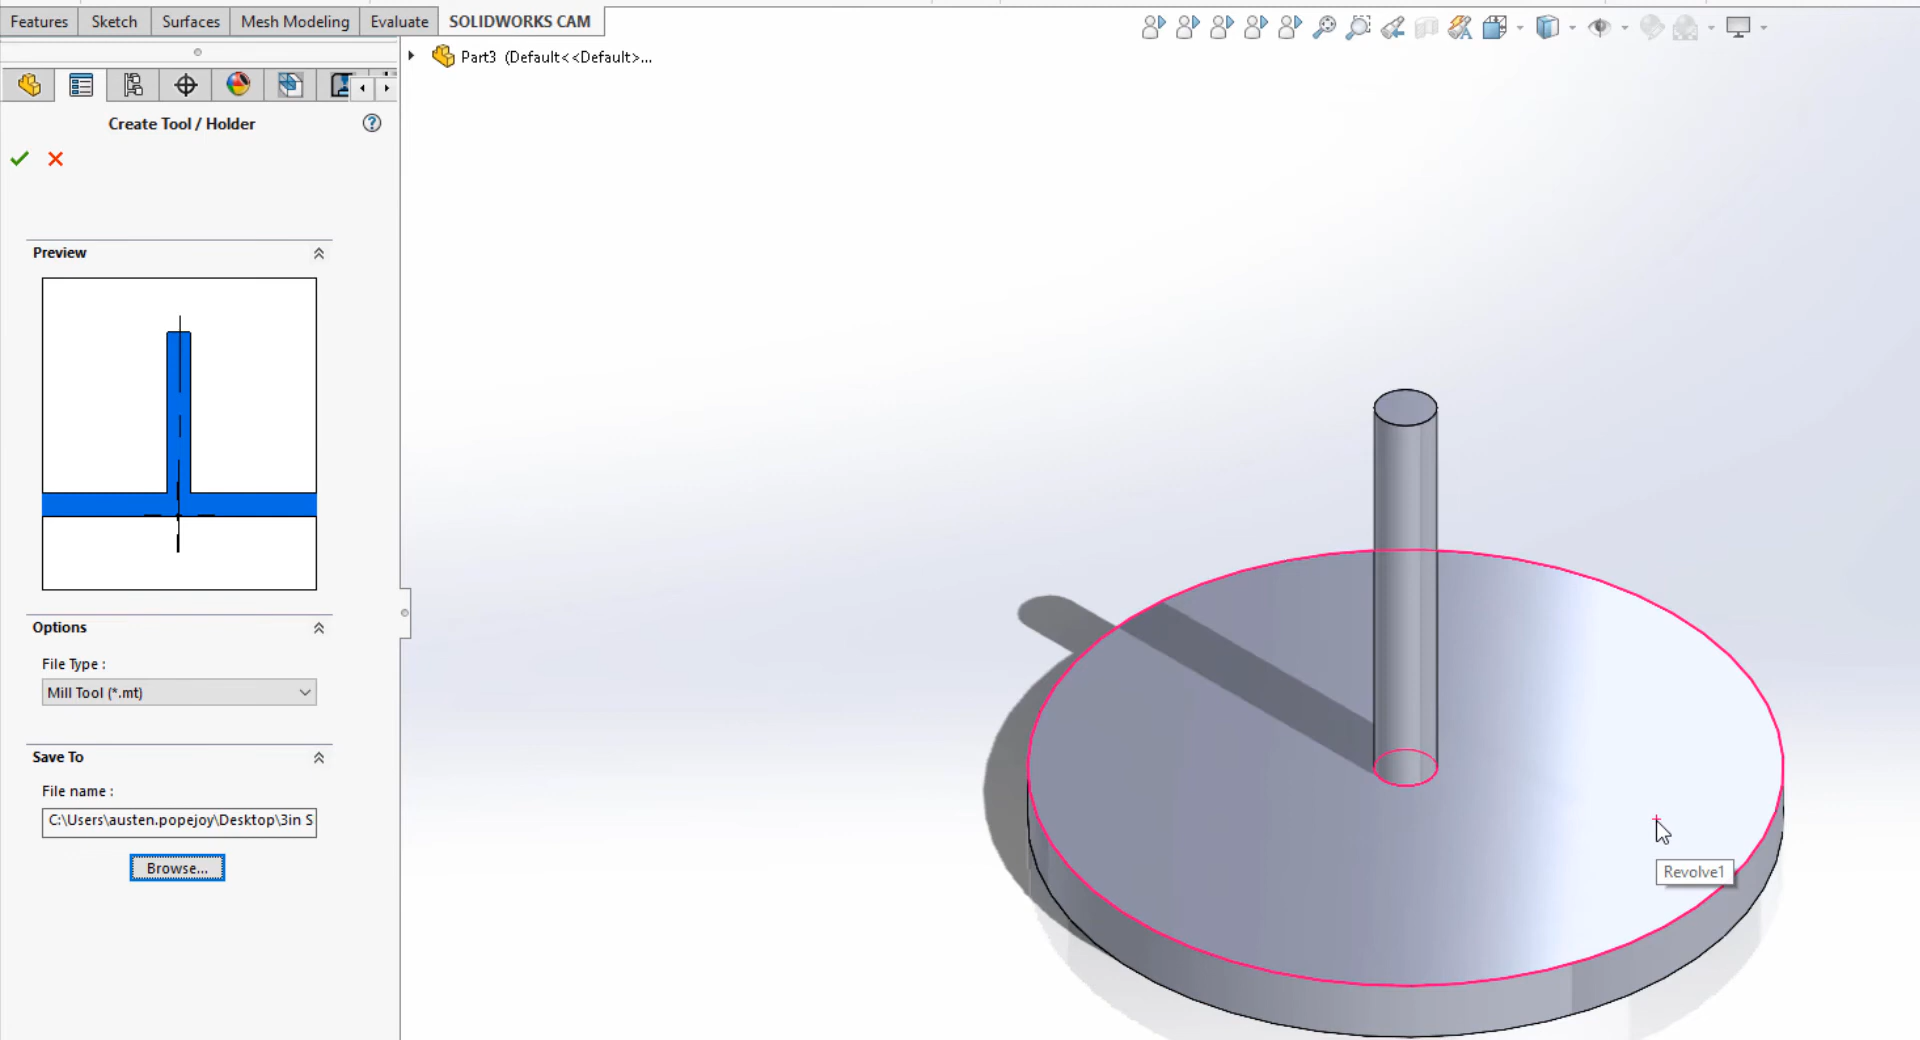 Features Sketch Surfaces Mesh Modeling Evaluate SOLIDWORKS CAM
Part3 (Default<<Default>...
Create Tool / Holder
Preview
Options
File Type :
Mill Tool (*.mt)
Save To
File name :
C:\Users\austen.popejoy\Desktop\3in S
Browse...
Revolve1